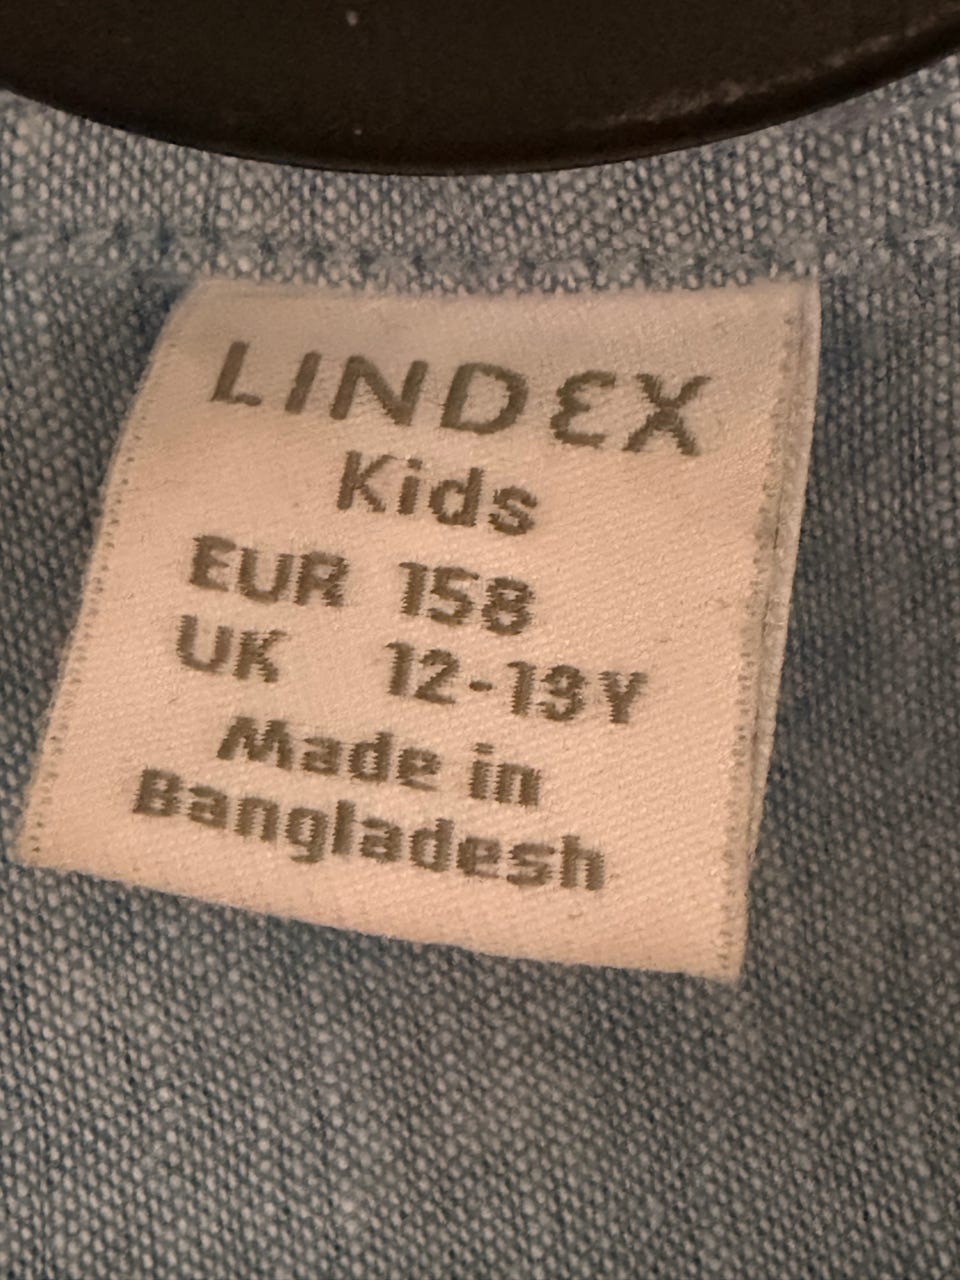 LINDEX
Kids
EUR 158
UK 12-13Y
Made in
Bangladesh